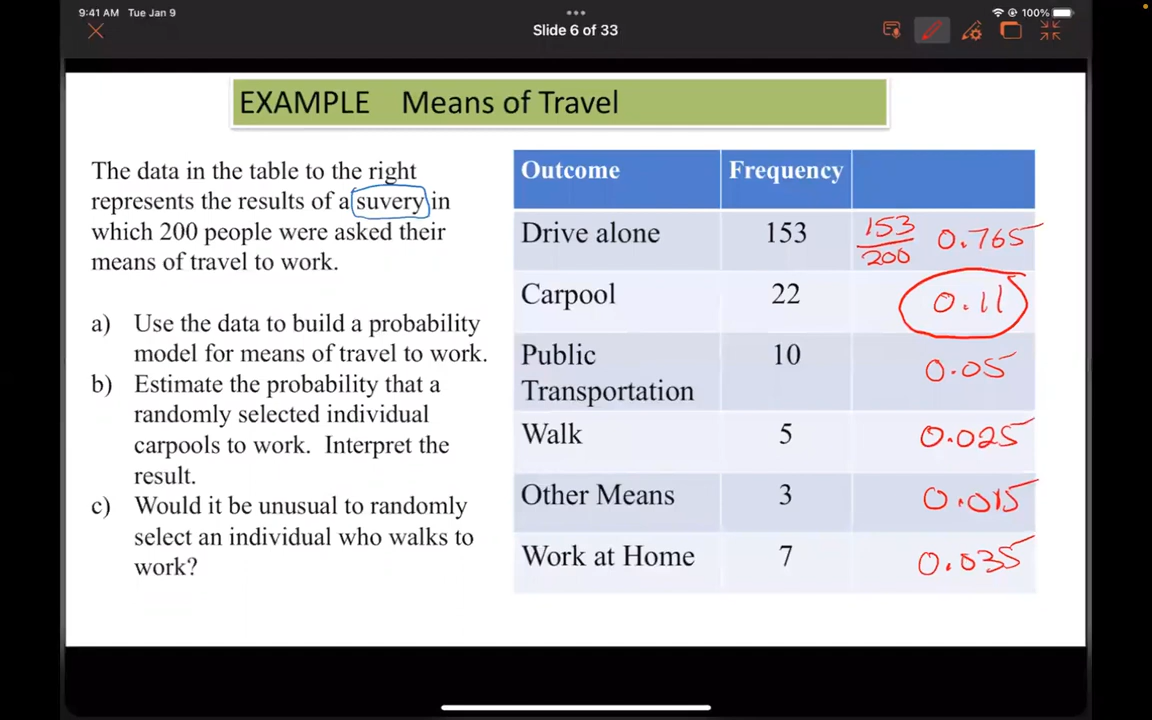 9:41 AM Tue Jan 9
100%
Slide 6 of 33
EXAMPLE Means of Travel
The data in the table to the right
represents the results of a suvery in
which 200 people were asked their
means of travel to work.
a) Use the data to build a probability
model for means of travel to work.
b) Estimate the probability that a
randomly selected individual
carpools to work. Interpret the
result.
c) Would it be unusual to randomly
select an individual who walks to
work?
Outcome Frequency
Drive alone 153 153/200 0.765
Carpool 22 0.11
Public 10 0.05
Transportation
Walk 5 0.025
Other Means 3 0.015
Work at Home 7 0.035